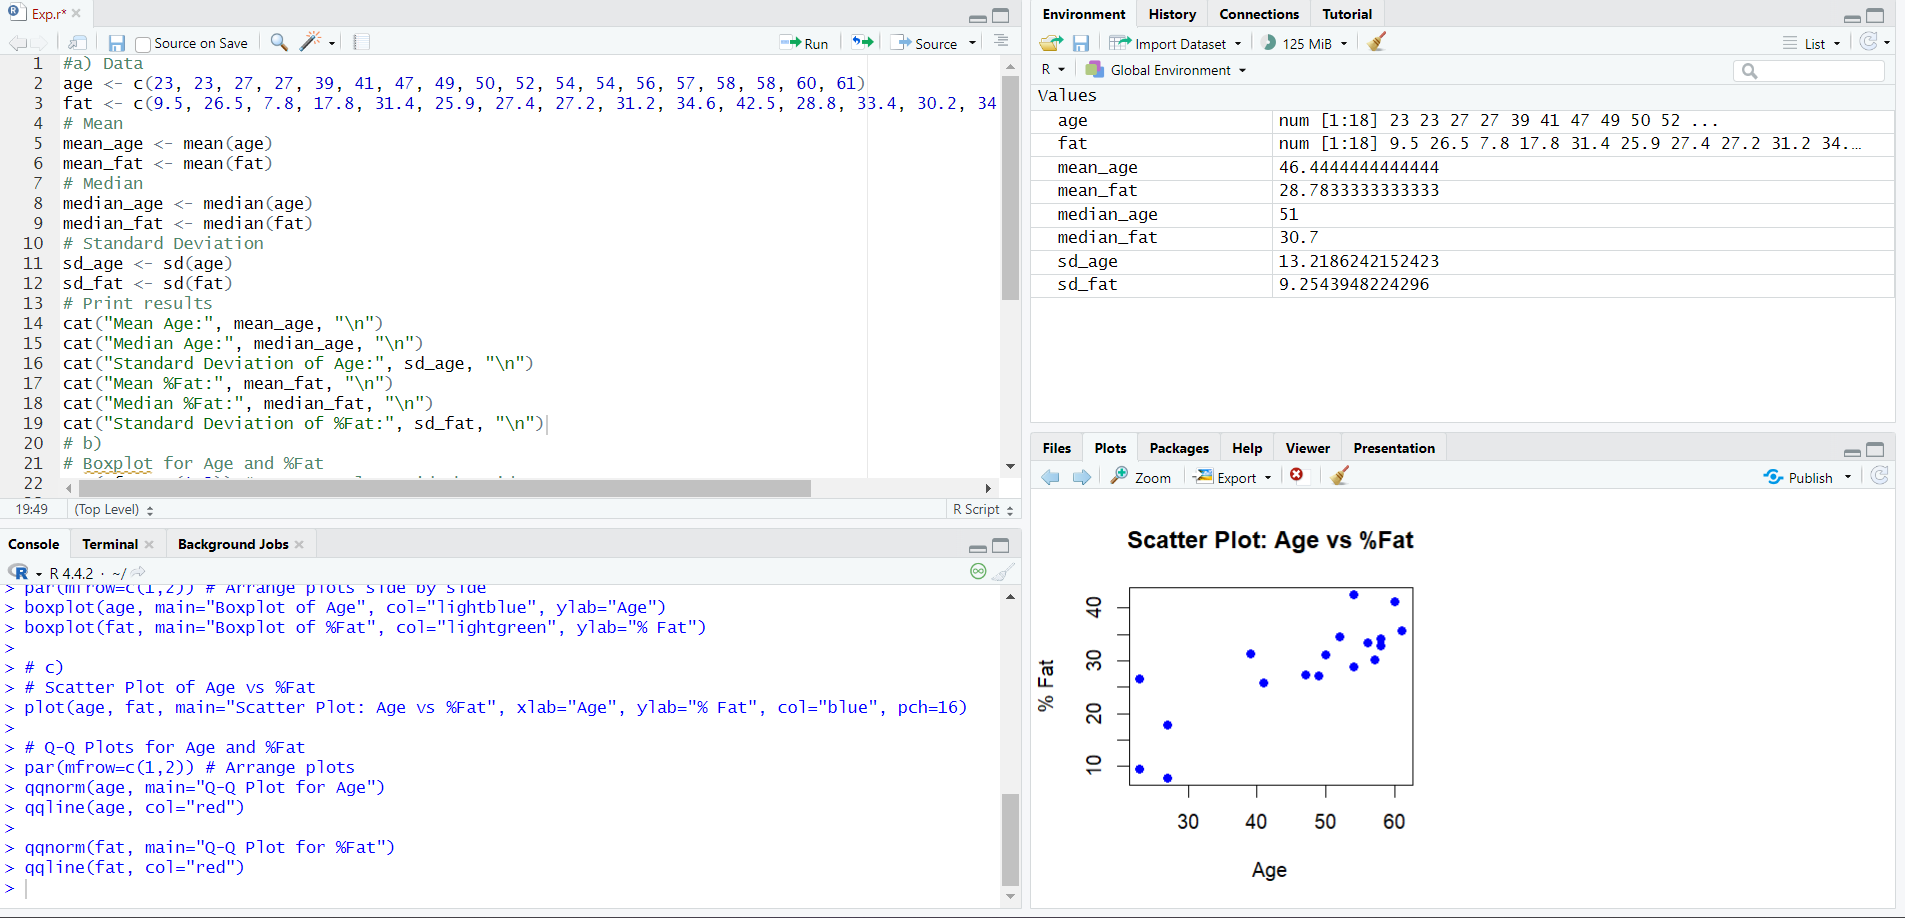 Exp.r*
Source on Save
Run
Source
1 #a) Data
2 age <- c(23, 23, 27, 27, 39, 41, 47, 49, 50, 52, 54, 54, 56, 57, 58, 58, 60, 61)
3 fat <- c(9.5, 26.5, 7.8, 17.8, 31.4, 25.9, 27.4, 27.2, 31.2, 34.6, 42.5, 28.8, 33.4, 30.2, 34
4 # Mean
5 mean_age <- mean(age)
6 mean_fat <- mean(fat)
7 # Median
8 median_age <- median(age)
9 median_fat <- median(fat)
10 # Standard Deviation
11 sd_age <- sd(age)
12 sd_fat <- sd(fat)
13 # Print results
14 cat("Mean Age:", mean_age, "\n")
15 cat("Median Age:", median_age, "\n")
16 cat("Standard Deviation of Age:", sd_age, "\n")
17 cat("Mean %Fat:", mean_fat, "\n")
18 cat("Median %Fat:", median_fat, "\n")
19 cat("Standard Deviation of %Fat:", sd_fat, "\n")
20 # b)
21 # Boxplot for Age and %Fat
22
19:49 (Top Level) R Script
Console Terminal Background Jobs
R R 4.4.2 · ~/
> par(mfrow=c(1,2)) # Arrange plots side by side
> boxplot(age, main="Boxplot of Age", col="lightblue", ylab="Age")
> boxplot(fat, main="Boxplot of %Fat", col="lightgreen", ylab="% Fat")
>
> # c)
> # Scatter Plot of Age vs %Fat
> plot(age, fat, main="Scatter Plot: Age vs %Fat", xlab="Age", ylab="% Fat", col="blue", pch=16)
>
> # Q-Q Plots for Age and %Fat
> par(mfrow=c(1,2)) # Arrange plots
> qqnorm(age, main="Q-Q Plot for Age")
> qqline(age, col="red")
>
> qqnorm(fat, main="Q-Q Plot for %Fat")
> qqline(fat, col="red")
>
Environment History Connections Tutorial
Import Dataset 125 MiB List
R Global Environment
Values
age num [1:18] 23 23 27 27 39 41 47 49 50 52 ...
fat num [1:18] 9.5 26.5 7.8 17.8 31.4 25.9 27.4 27.2 31.2 34....
mean_age 46.4444444444444
mean_fat 28.7833333333333
median_age 51
median_fat 30.7
sd_age 13.2186242152423
sd_fat 9.2543948224296
Files Plots Packages Help Viewer Presentation
Zoom Export Publish
Scatter Plot: Age vs %Fat
% Fat
40
30
20
10
30 40 50 60
Age